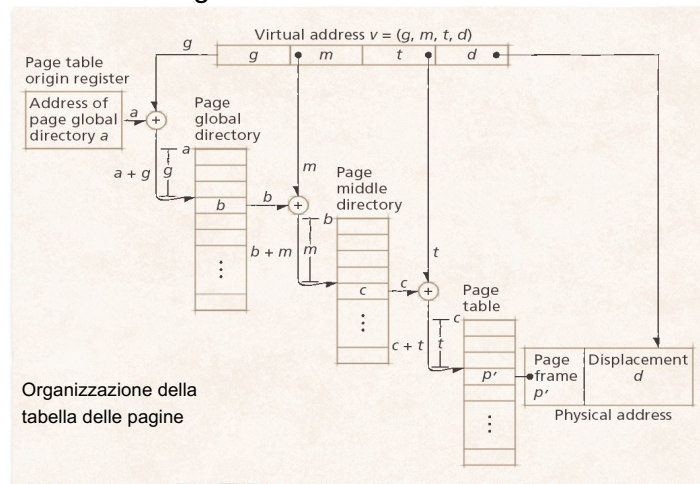 Virtual address v = (g, m, t, d)
g
g
m
t
d
Page table
origin register
Address of
page global
directory a
a
+
Page
global
directory
a
a + g
g
b
b
+
m
Page
middle
directory
b
b + m
m
c
c
+
t
Page
table
c
c + t
t
p′
Page
frame
p′
Displacement
d
Physical address
Organizzazione della
tabella delle pagine